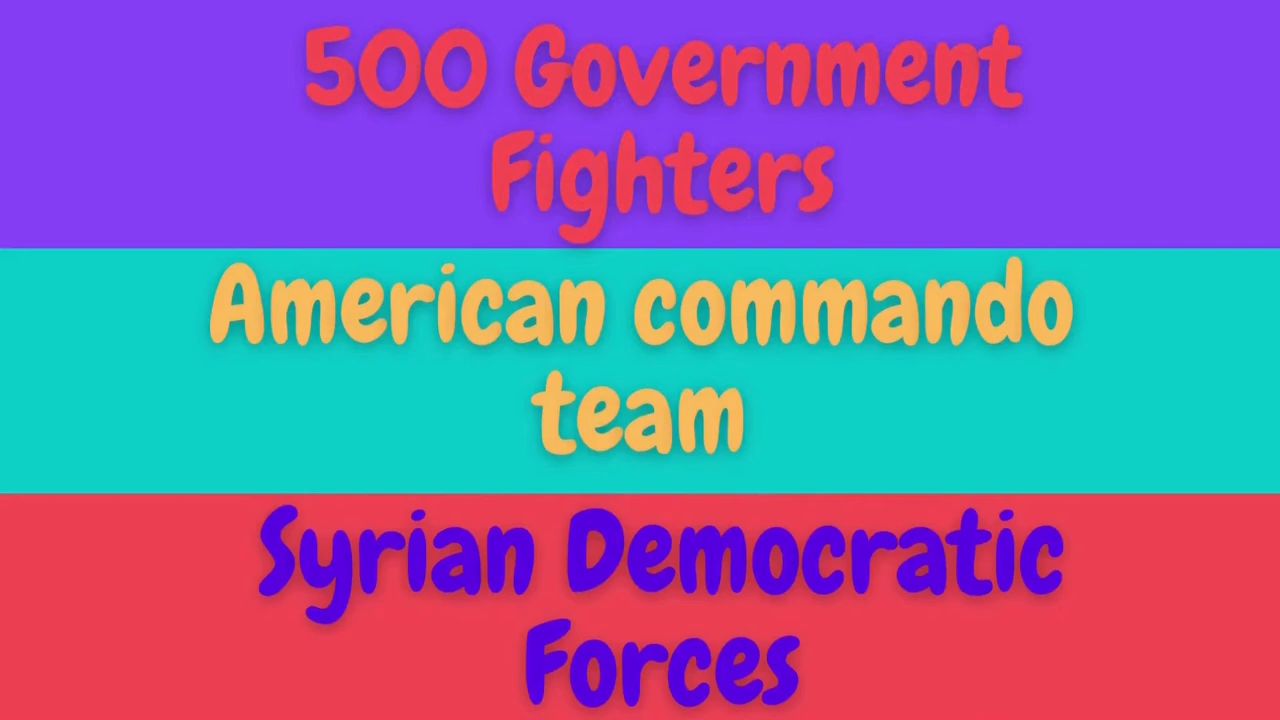 500 Government
Fighters
American commando
team
Syrian Democratic
Forces